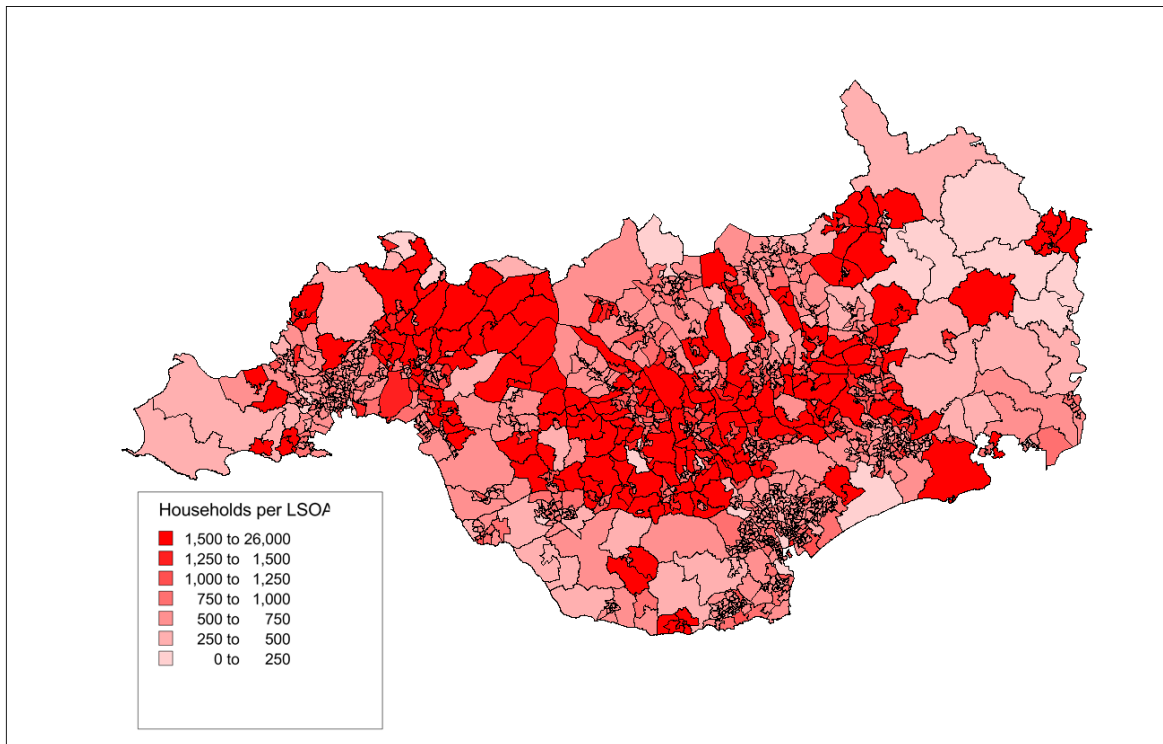 Households per LSOA
1,500 to 26,000
1,250 to 1,500
1,000 to 1,250
750 to 1,000
500 to 750
250 to 500
0 to 250